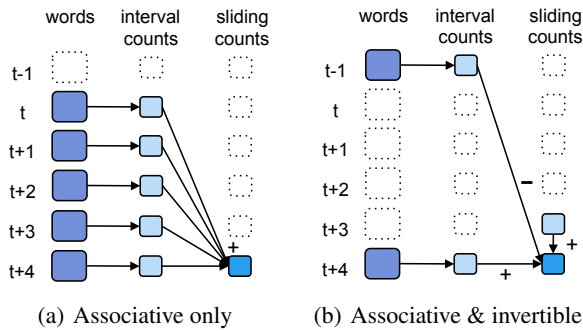 words interval counts sliding counts
t-1
t
t+1
t+2
t+3
t+4
+
(a) Associative only
words interval counts sliding counts
t-1
t
t+1
t+2
t+3
t+4
–
+
+
(b) Associative & invertible